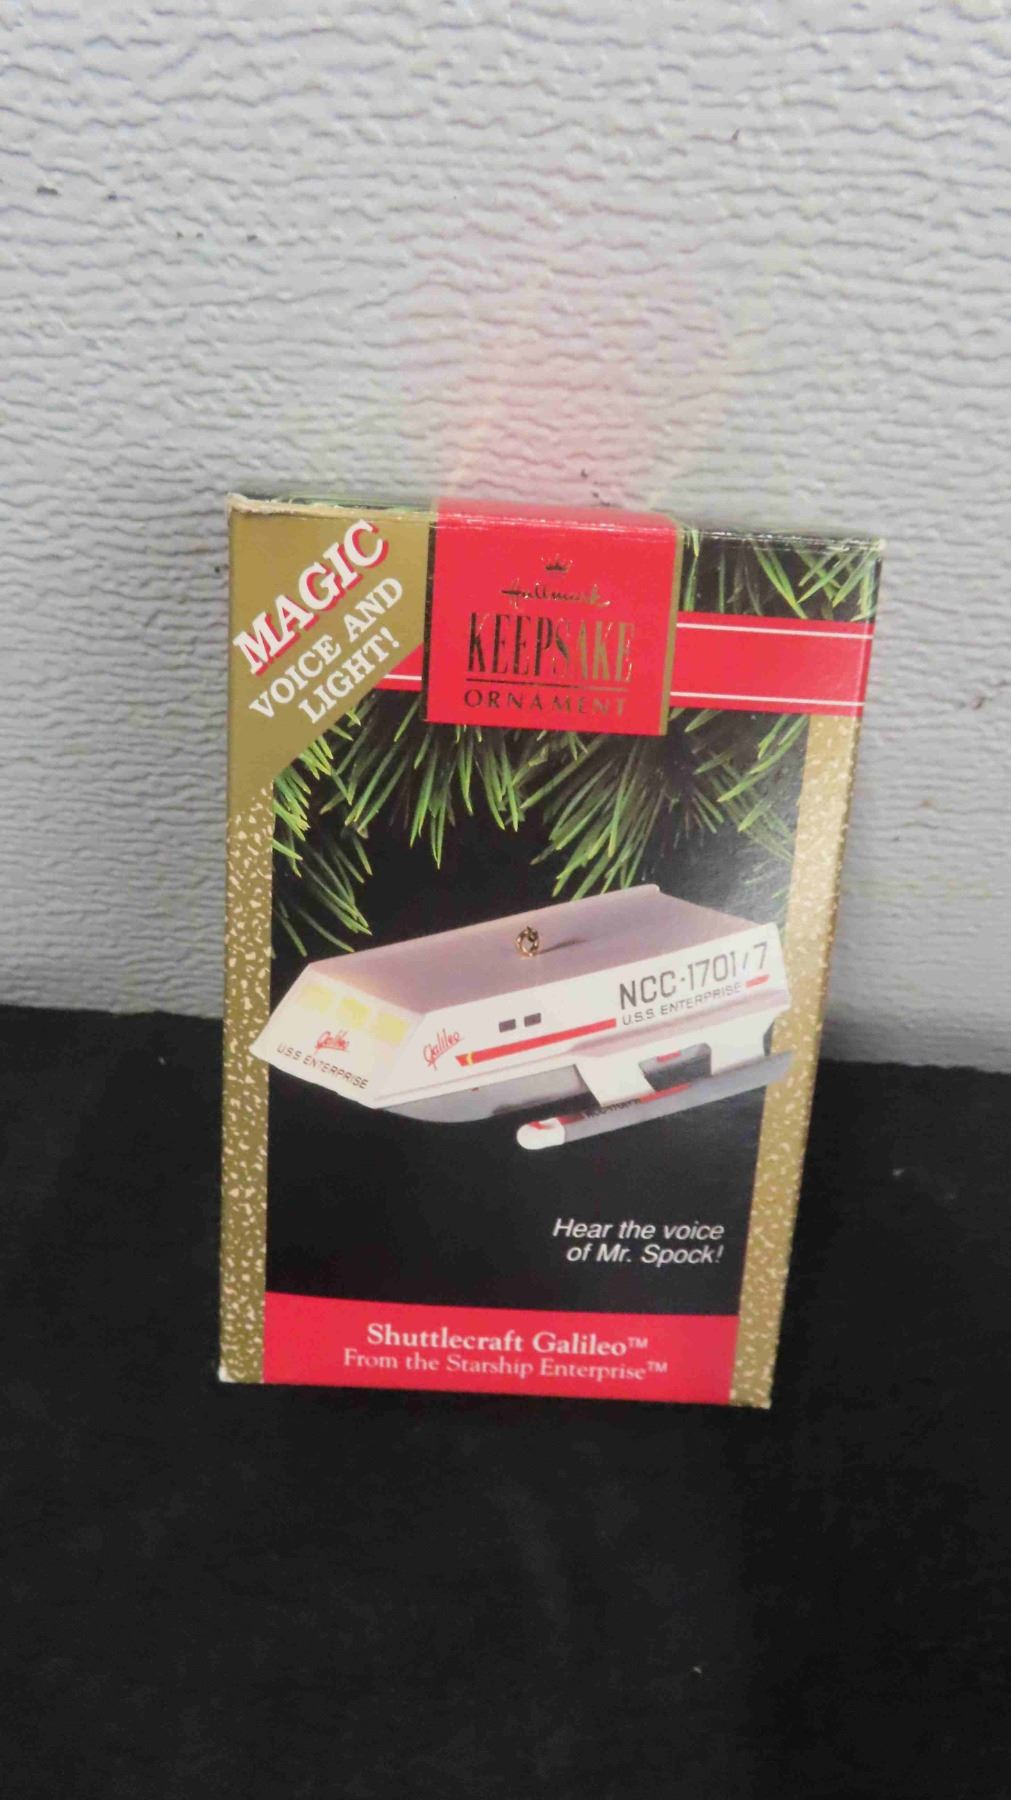 MAGIC
VOICE AND
LIGHT!
Hallmark
KEEPSAKE
ORNAMENT
NCC-1701/7
U.S.S. ENTERPRISE
Galileo
U.S.S. ENTERPRISE
Galileo
Hear the voice
of Mr. Spock!
Shuttlecraft Galileo™
From the Starship Enterprise™